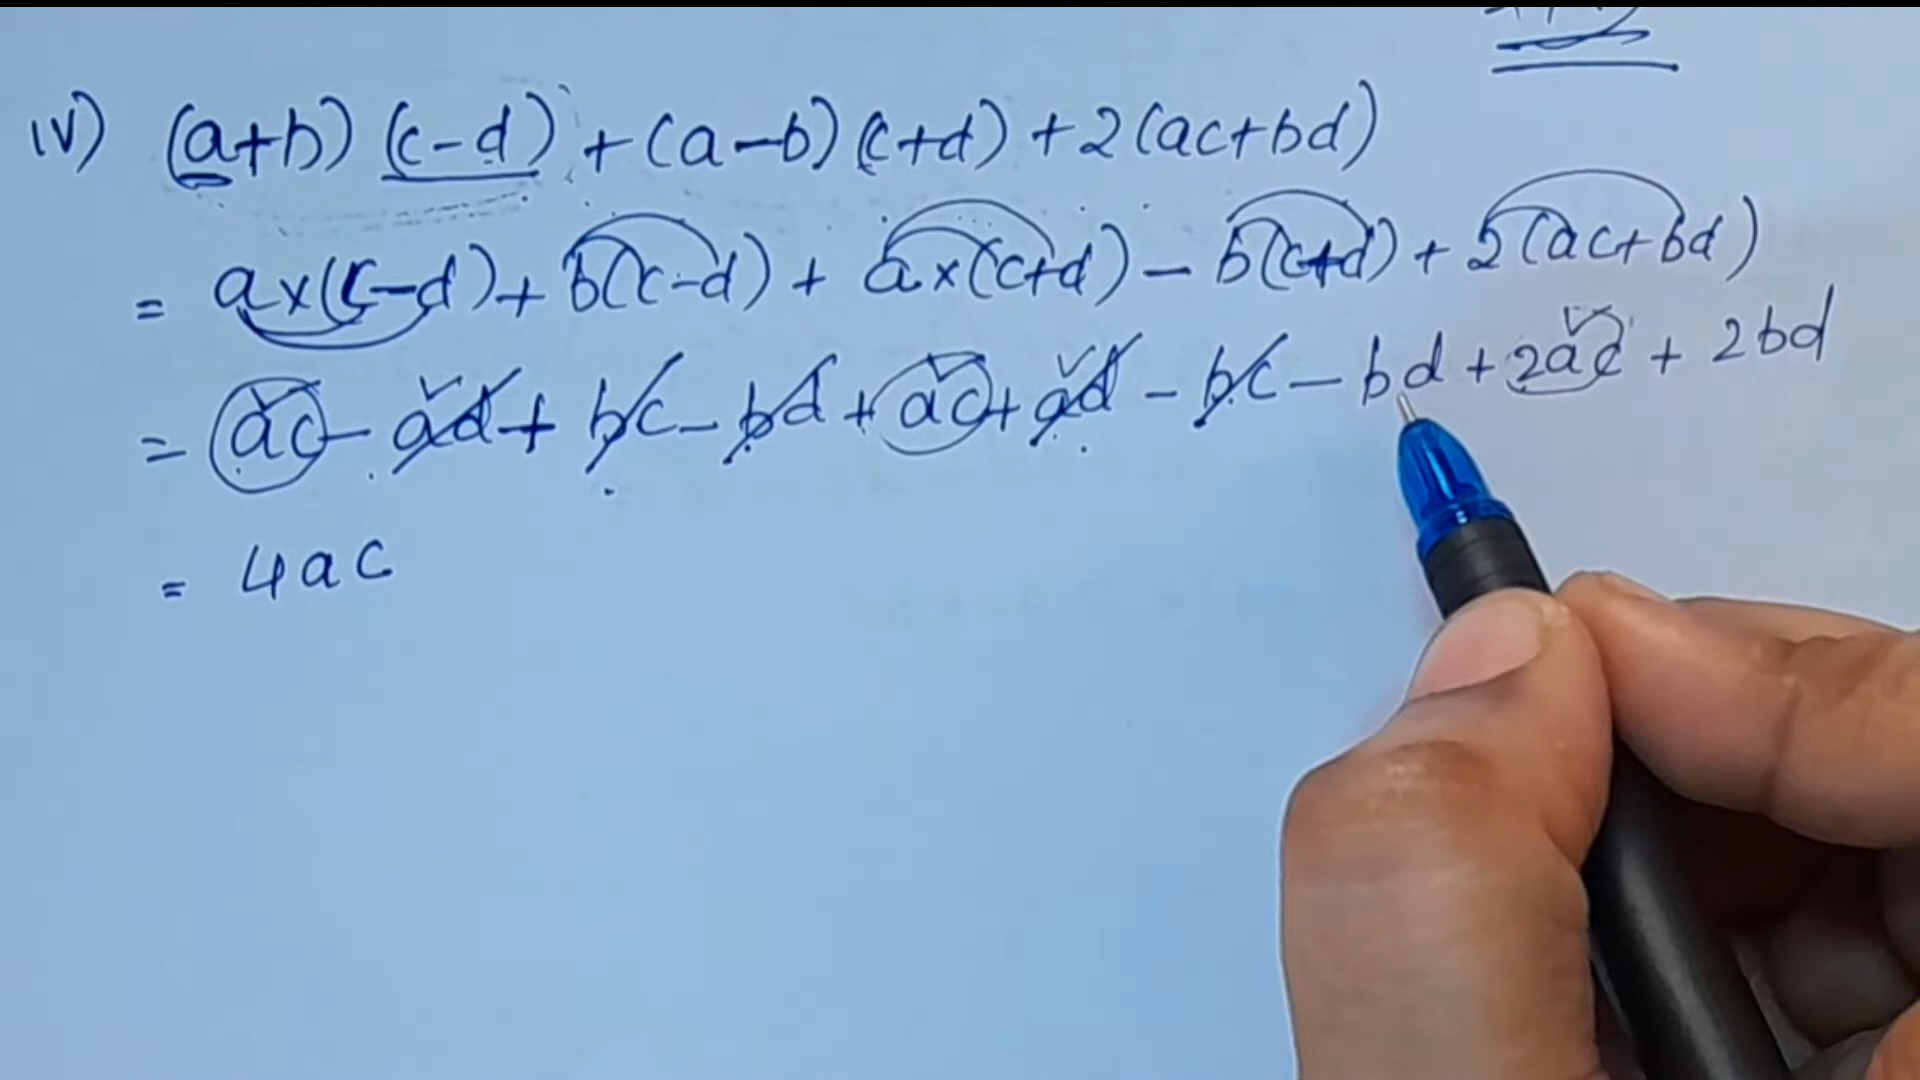 iv) (a+b) (c-d) + (a-b) (c+d) + 2(ac+bd)
= a×(c-d) + b(c-d) + a×(c+d) - b(c+d) + 2(ac+bd)
= ac - ad + bc - bd + ac + ad - bc - bd + 2ac + 2bd
= 4ac